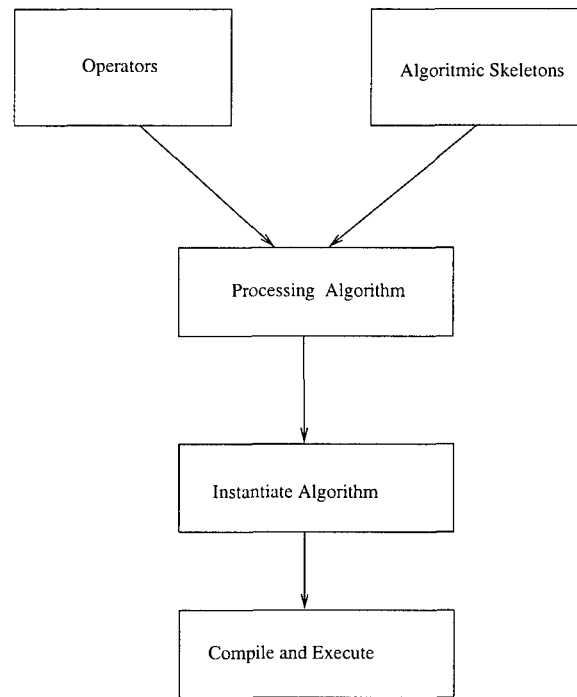 Operators
Algoritmic Skeletons
Processing Algorithm
Instantiate Algorithm
Compile and Execute